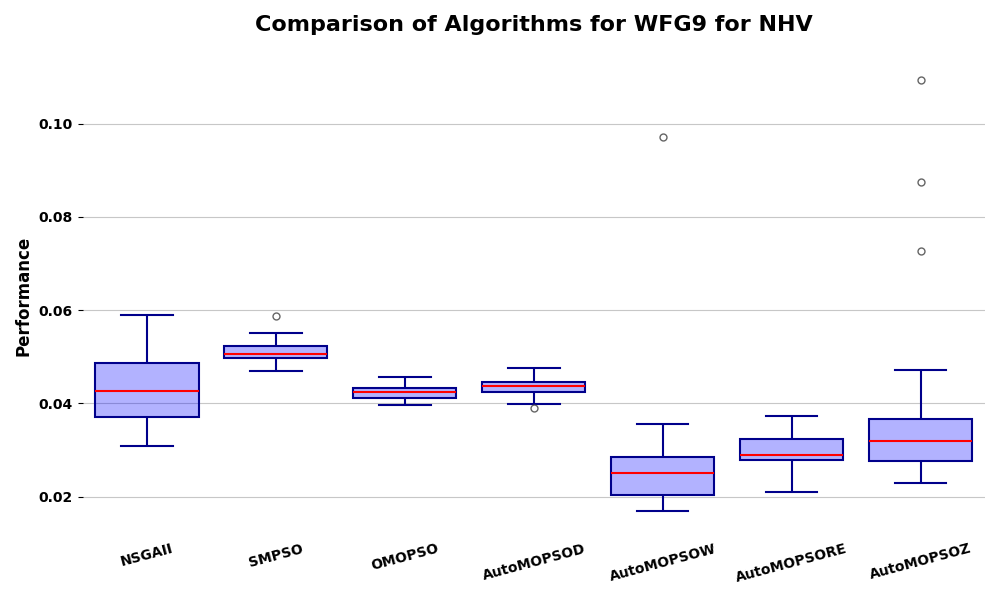 Comparison of Algorithms for WFG9 for NHV
Performance
0.10
0.08
0.06
0.04
0.02
NSGAII
SMPSO
OMOPSO
AutoMOPSOD
AutoMOPSOW
AutoMOPSORE
AutoMOPSOZ